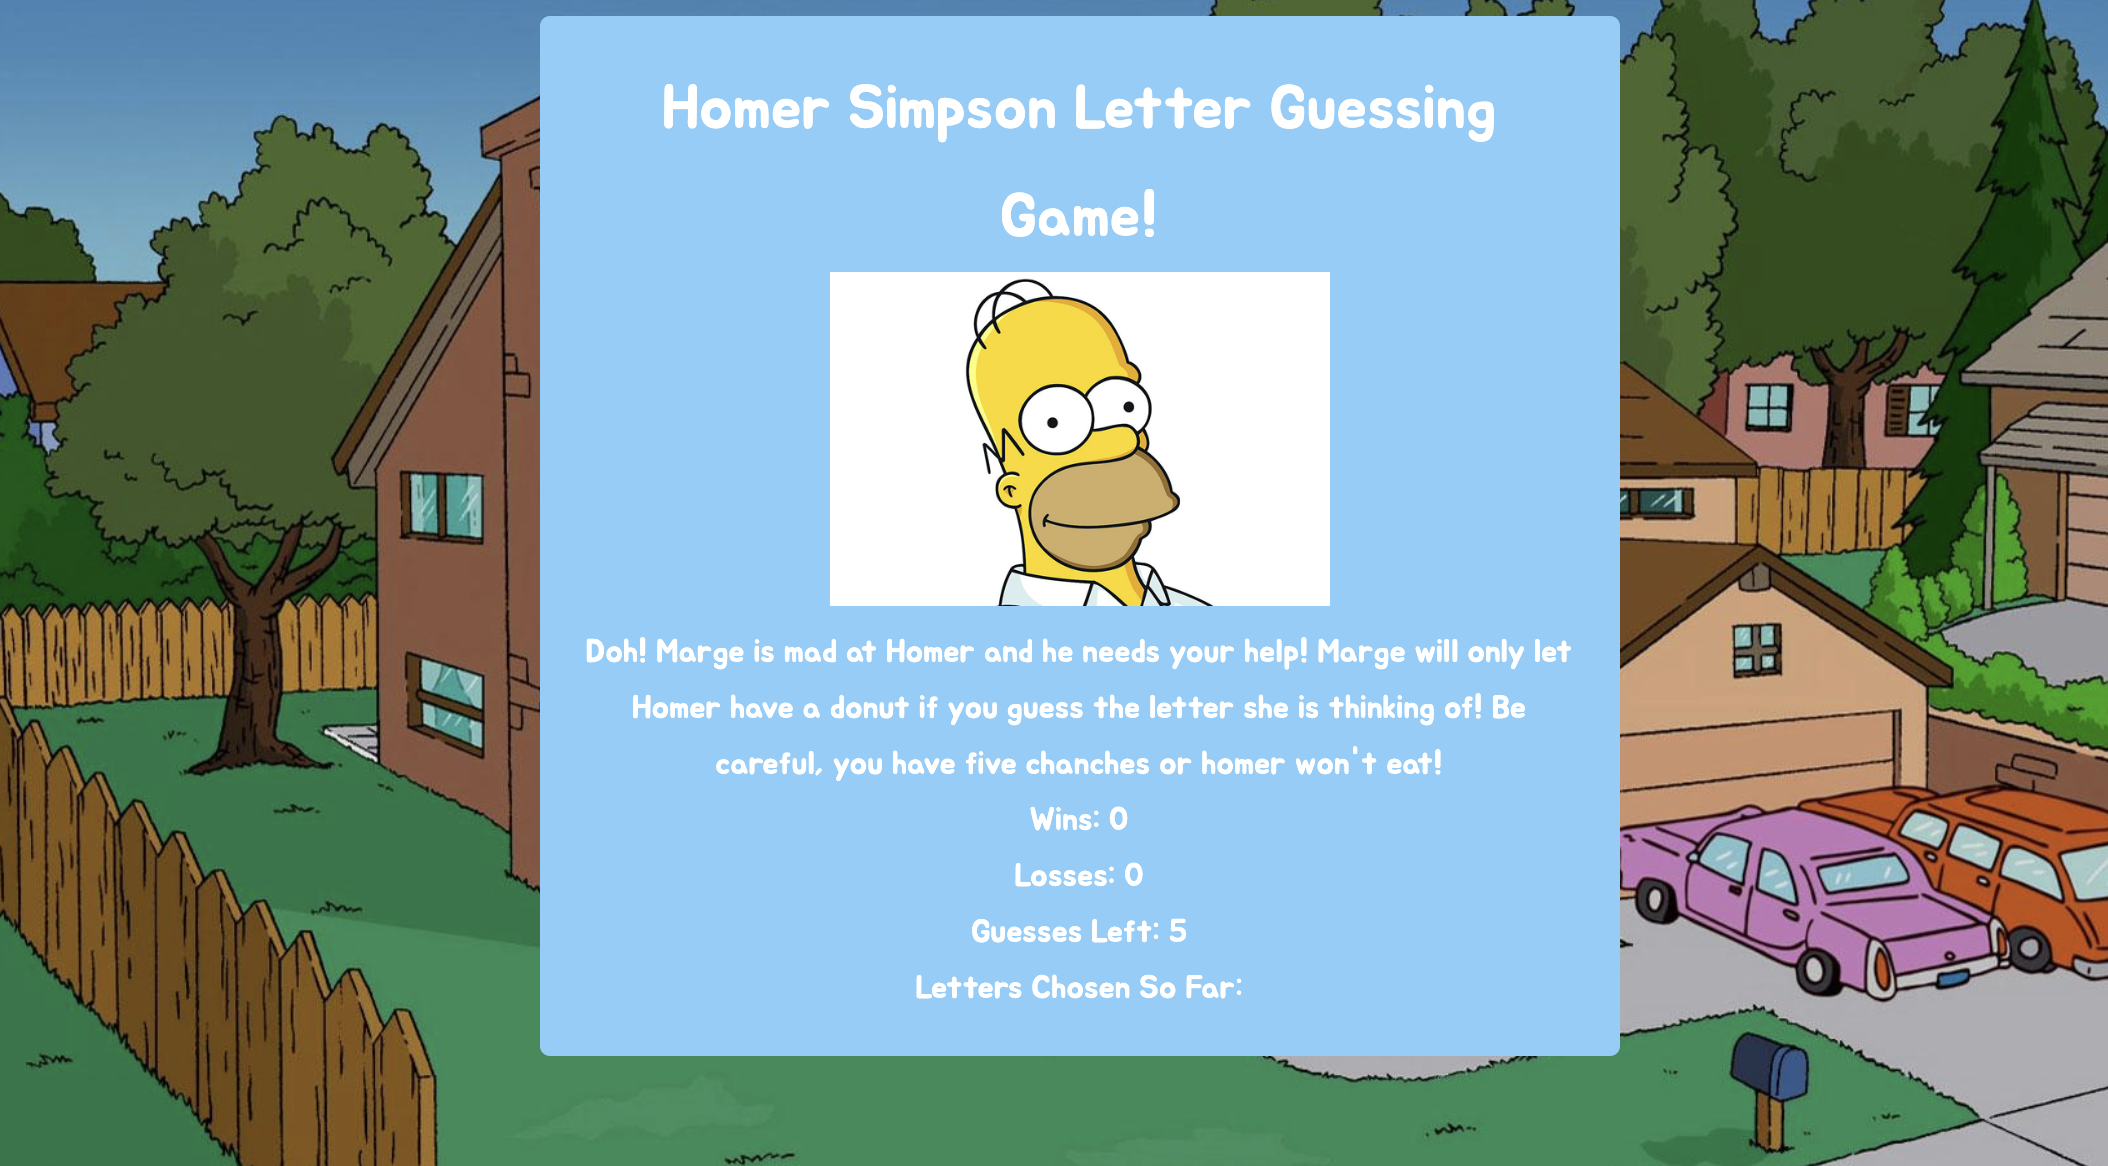 Homer Simpson Letter Guessing
Game!
Doh! Marge is mad at Homer and he needs your help! Marge will only let
Homer have a donut if you guess the letter she is thinking of! Be
careful, you have five chanches or homer won't eat!
Wins: 0
Losses: 0
Guesses Left: 5
Letters Chosen So Far: